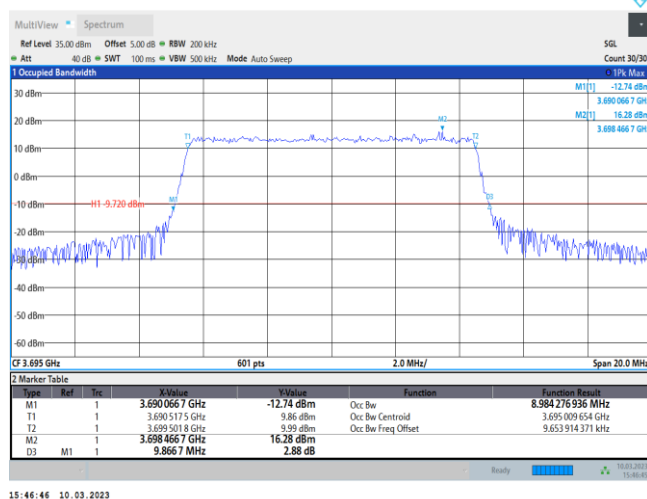 MultiView Spectrum
Ref Level 35.00 dBm Offset 5.00 dB RBW 200 kHz SGL
Att 40 dB SWT 100 ms VBW 500 kHz Mode Auto Sweep Count 30/30
1 Occupied Bandwidth 1Pk Max
M1[1] -12.74 dBm
3.690 066 7 GHz
M2[1] 16.28 dBm
3.698 466 7 GHz
30 dBm
20 dBm
M2
T1 T2
10 dBm
0 dBm
M1 D3
-10 dBm H1 -9.720 dBm
-20 dBm
-30 dBm
-40 dBm
-50 dBm
-60 dBm
CF 3.695 GHz 601 pts 2.0 MHz/ Span 20.0 MHz
2 Marker Table
Type Ref Trc X-Value Y-Value Function Function Result
M1 1 3.690 066 7 GHz -12.74 dBm Occ Bw 8.984 276 936 MHz
T1 1 3.690 517 5 GHz 9.86 dBm Occ Bw Centroid 3.695 009 654 GHz
T2 1 3.699 501 8 GHz 9.99 dBm Occ Bw Freq Offset 9.653 914 371 kHz
M2 1 3.698 466 7 GHz 16.28 dBm
D3 M1 1 9.866 7 MHz 2.88 dB
Ready 10.03.2023
15:46:45
15:46:46 10.03.2023